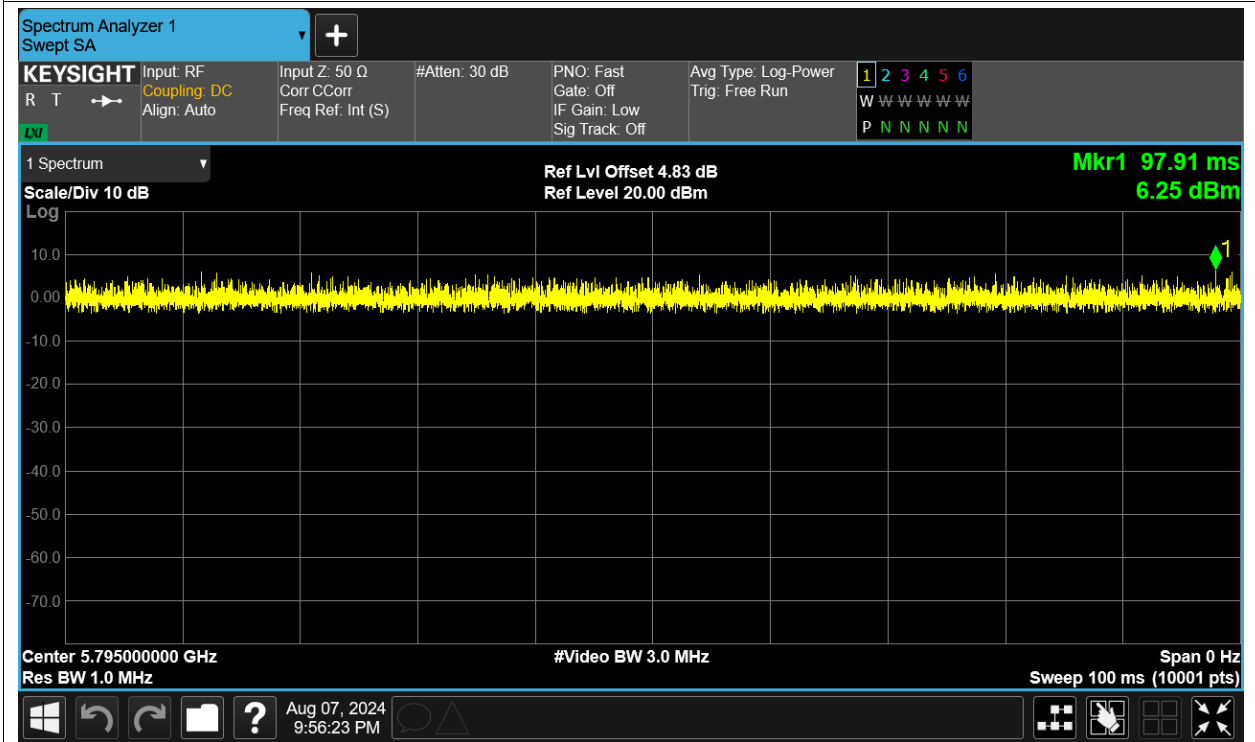 Spectrum Analyzer 1
Swept SA
KEYSIGHT
R T
LXI
Input: RF
Coupling: DC
Align: Auto
Input Z: 50 Ω
Corr CCorr
Freq Ref: Int (S)
#Atten: 30 dB
PNO: Fast
Gate: Off
IF Gain: Low
Sig Track: Off
Avg Type: Log-Power
Trig: Free Run
1 2 3 4 5 6
W W W W W W
P N N N N N
1 Spectrum
Scale/Div 10 dB
Log
Ref Lvl Offset 4.83 dB
Ref Level 20.00 dBm
Mkr1 97.91 ms
6.25 dBm
1
10.0
0.00
-10.0
-20.0
-30.0
-40.0
-50.0
-60.0
-70.0
Center 5.795000000 GHz
Res BW 1.0 MHz
#Video BW 3.0 MHz
Span 0 Hz
Sweep 100 ms (10001 pts)
Aug 07, 2024
9:56:23 PM